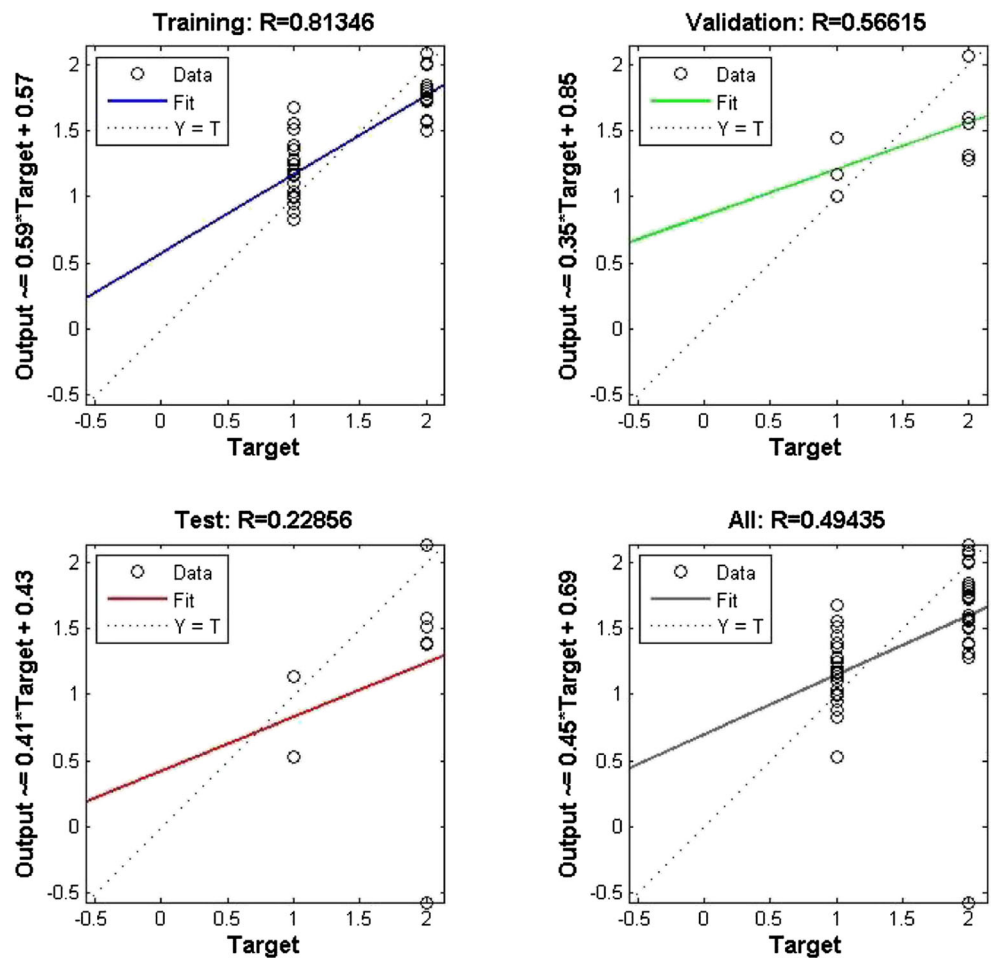 Training: R=0.81346
Output ~= 0.59*Target + 0.57
2
1.5
1
0.5
0
-0.5
Data
Fit
Y = T
-0.5 0 0.5 1 1.5 2
Target
Validation: R=0.56615
Output ~= 0.35*Target + 0.85
2
1.5
1
0.5
0
-0.5
Data
Fit
Y = T
-0.5 0 0.5 1 1.5 2
Target
Test: R=0.22856
Output ~= 0.41*Target + 0.43
2
1.5
1
0.5
0
-0.5
Data
Fit
Y = T
-0.5 0 0.5 1 1.5 2
Target
All: R=0.49435
Output ~= 0.45*Target + 0.69
2
1.5
1
0.5
0
-0.5
Data
Fit
Y = T
-0.5 0 0.5 1 1.5 2
Target